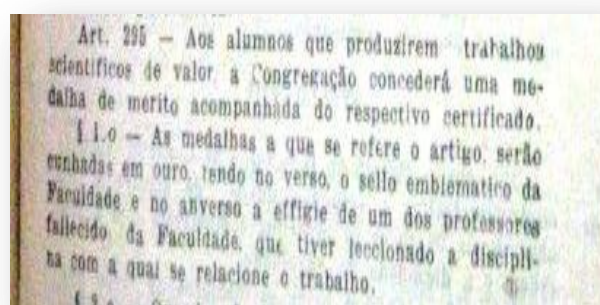 Art. 295 — Aos alumnos que produzirem trabalhos
scientificos de valor, a Congregação concederá uma me-
dalha de merito acompanhada do respectivo certificado.
§ 1.o — As medalhas a que se refere o artigo, serão
cunhadas em ouro, tendo no verso, o sello emblematico da
Faculdade e no anverso a effigie de um dos professores
fallecido da Faculdade, que tiver leccionado a discipli-
na com a qual se relacione o trabalho.